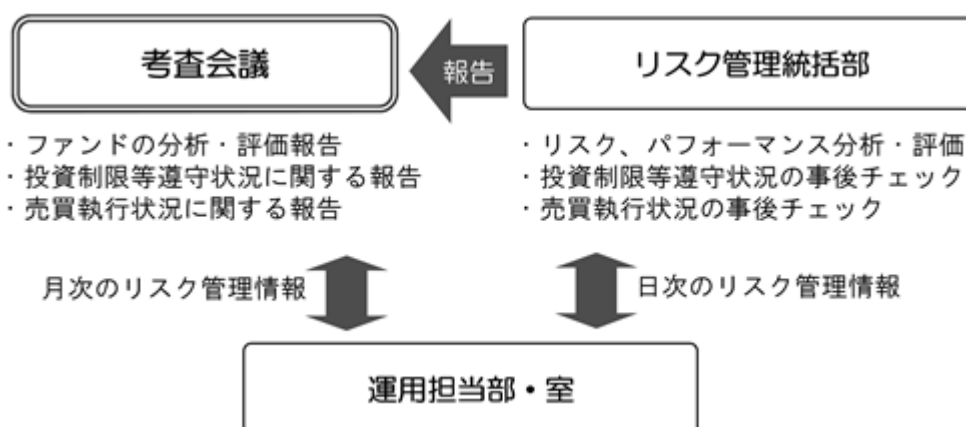 考査会議
報告
リスク管理統括部
・ファンドの分析・評価報告
・投資制限等遵守状況に関する報告
・売買執行状況に関する報告
・リスク、パフォーマンス分析・評価
・投資制限等遵守状況の事後チェック
・売買執行状況の事後チェック
月次のリスク管理情報
日次のリスク管理情報
運用担当部・室